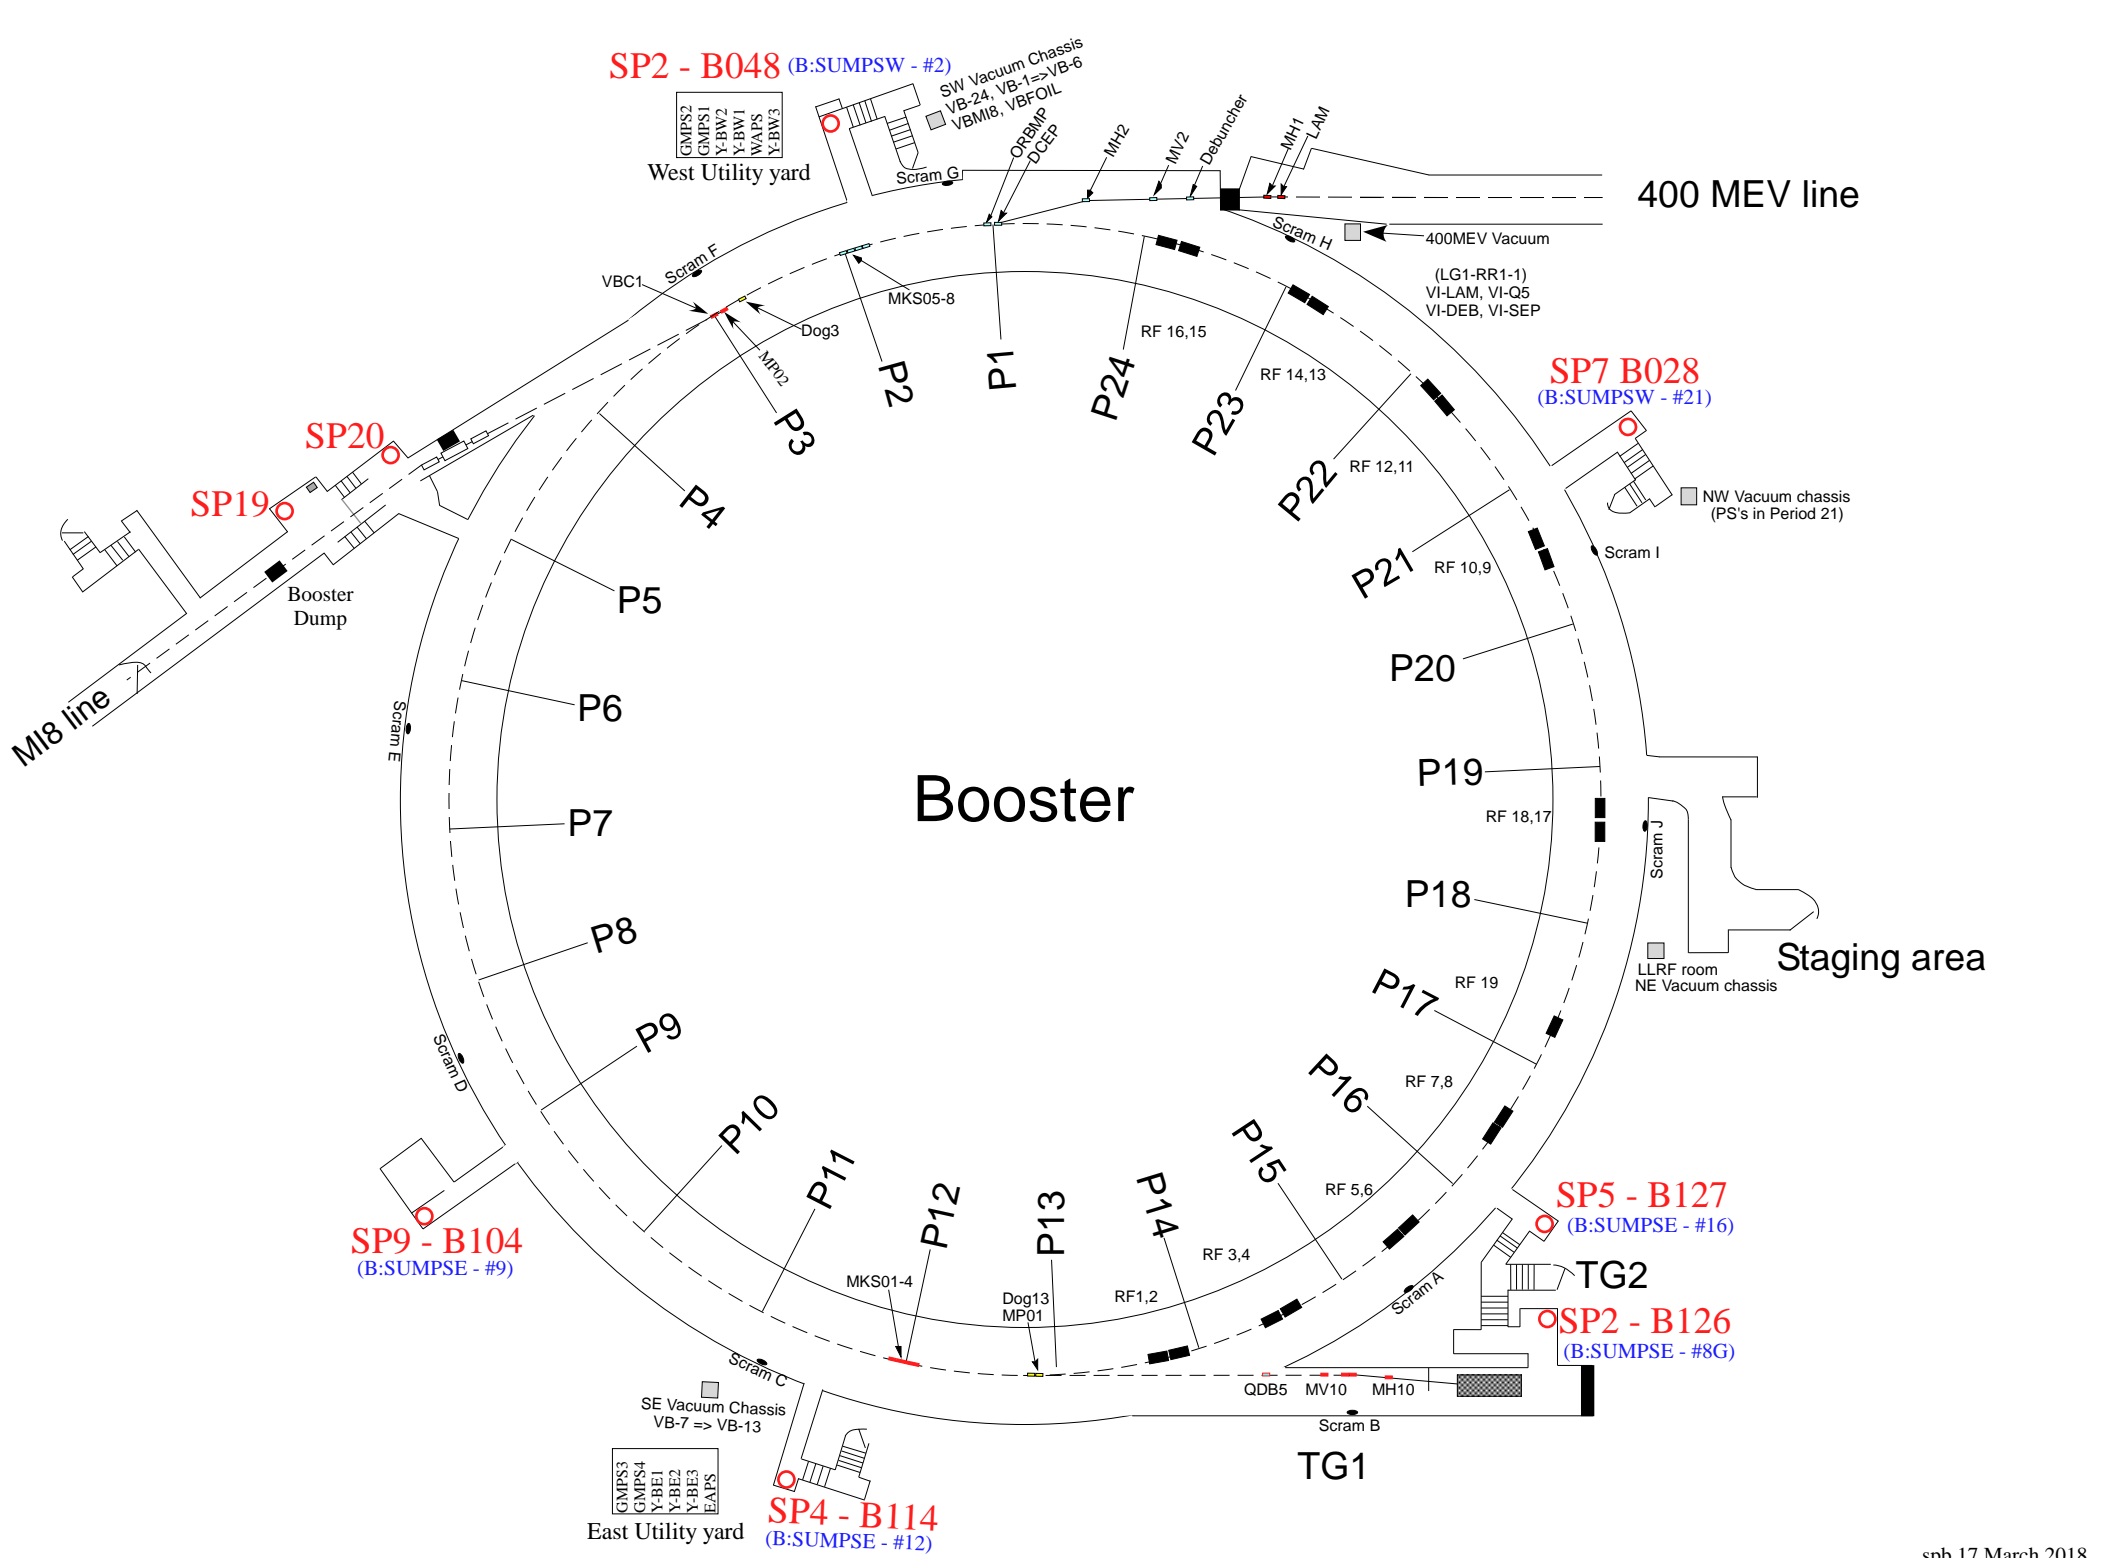 SP2 - B048 (B:SUMPSW - #2)
SW Vacuum Chassis
VB-24, VB-1=>VB-6
VBMI8, VBFOIL
GMPS2
GMPS1
Y-BW2
Y-BW1
WAPS
Y-BW3
West Utility yard
Scram G
ORBMP
DCEP
MH2
MV2
Debuncher
MH1
LAM
400 MEV line
Scram H
400MEV Vacuum
(LG1-RR1-1)
VI-LAM, VI-Q5
VI-DEB, VI-SEP
Scram F
VBC1
MKS05-8
Dog3
MP02
P3
P2
P1
P24
RF 16,15
P23
RF 14,13
P22
RF 12,11
SP7 B028
(B:SUMPSW - #21)
NW Vacuum chassis
(PS's in Period 21)
Scram I
SP20
SP19
Booster
Dump
MI8 line
P4
P5
P6
Scram E
P7
P8
P9
Scram D
P10
P11
P12
P13
P14
P15
P16
P17
P18
P19
P20
P21
RF 10,9
RF 18,17
RF 19
RF 7,8
RF 5,6
RF 3,4
RF1,2
Booster
Scram J
LLRF room
NE Vacuum chassis
Staging area
SP9 - B104
(B:SUMPSE - #9)
MKS01-4
Dog13
MP01
Scram A
SP5 - B127
(B:SUMPSE - #16)
TG2
SP2 - B126
(B:SUMPSE - #8G)
QDB5
MV10
MH10
Scram B
TG1
Scram C
SE Vacuum Chassis
VB-7 => VB-13
GMPS3
GMPS4
Y-BE1
Y-BE2
Y-BE3
EAPS
East Utility yard
SP4 - B114
(B:SUMPSE - #12)
spb 17 March 2018